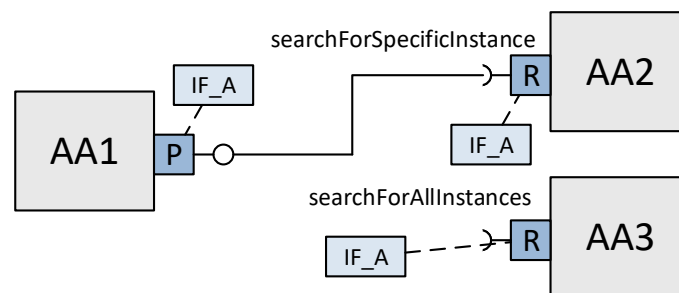 searchForSpecificInstance
IF_A
R
AA2
AA1
P
IF_A
searchForAllInstances
R
AA3
IF_A